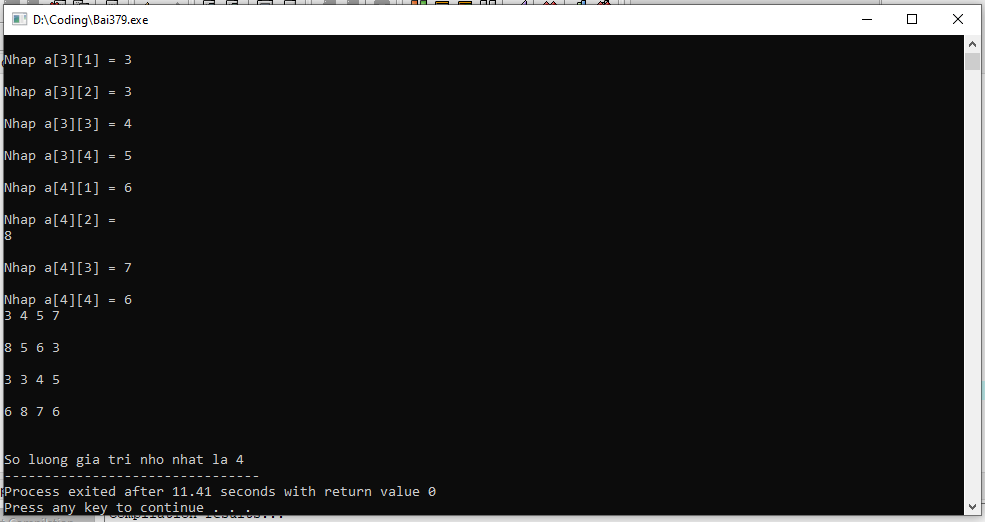 D:\Coding\Bai379.exe
Nhap a[3][1] = 3
Nhap a[3][2] = 3
Nhap a[3][3] = 4
Nhap a[3][4] = 5
Nhap a[4][1] = 6
Nhap a[4][2] =
8
Nhap a[4][3] = 7
Nhap a[4][4] = 6
3 4 5 7
8 5 6 3
3 3 4 5
6 8 7 6
So luong gia tri nho nhat la 4
--------------------------------
Process exited after 11.41 seconds with return value 0
Press any key to continue . . .
Compilation results...